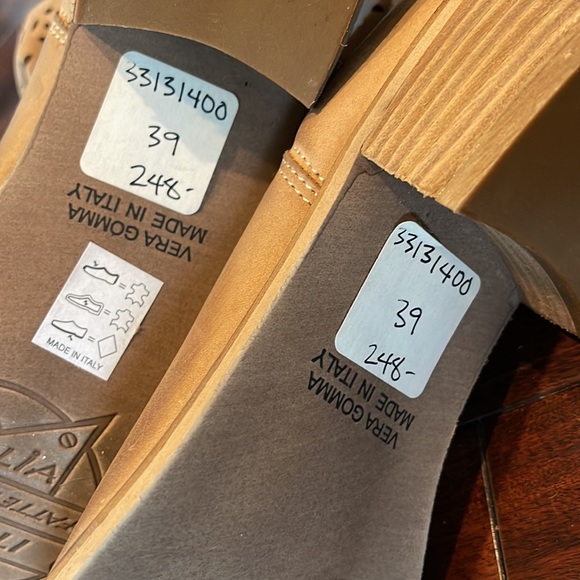 33131400
39
248-
VERA GOMMA
MADE IN ITALY
=
=
=
MADE IN ITALY
33131400
39
248-
VERA GOMMA
MADE IN ITALY